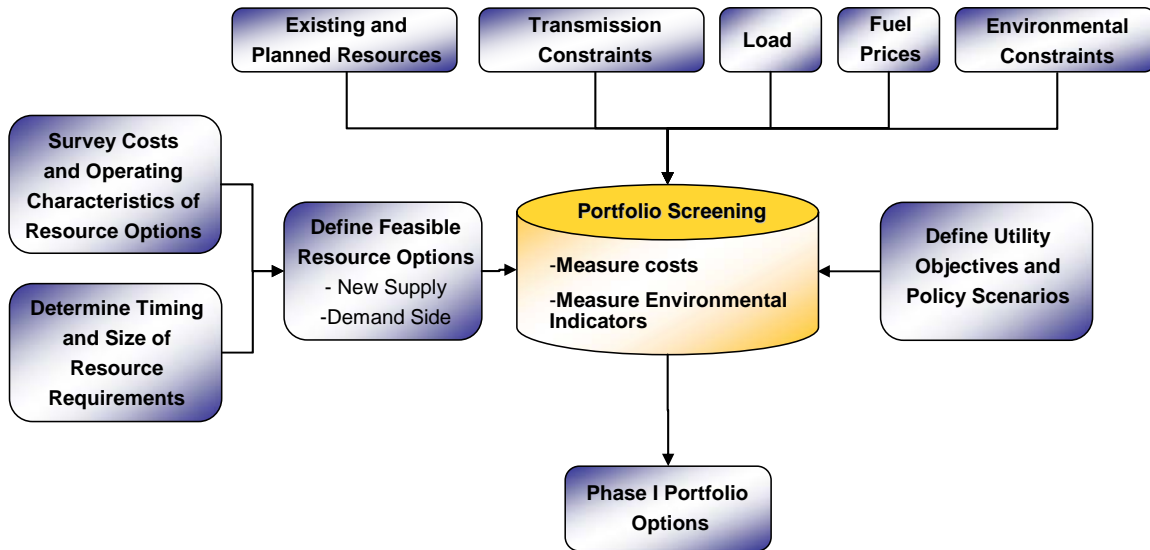 Existing and
Planned Resources
Transmission
Constraints
Load
Fuel
Prices
Environmental
Constraints
Survey Costs
and Operating
Characteristics of
Resource Options
Determine Timing
and Size of
Resource
Requirements
Define Feasible
Resource Options
- New Supply
-Demand Side
Portfolio Screening
-Measure costs
-Measure Environmental
Indicators
Define Utility
Objectives and
Policy Scenarios
Phase I Portfolio
Options